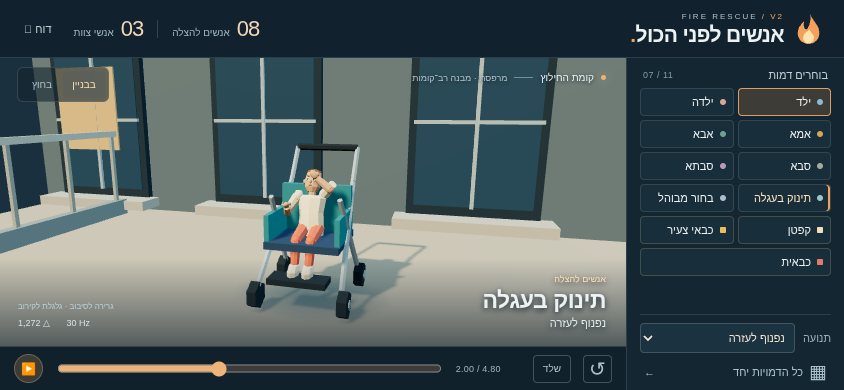 FIRE RESCUE / V2
אנשים לפני הכול.
08 אנשים להצלה
03 אנשי צוות
דוח
בוחרים דמות
07 / 11
ילד
ילדה
אמא
אבא
סבא
סבתא
תינוק בעגלה
בחור מבוהל
קפטן
כבאי צעיר
כבאית
תנועה
נפנוף לעזרה
כל הדמויות יחד ←
קומת החילוץ — מרפסת · מבנה רב־קומות
בבניין
בחוץ
אנשים להצלה
תינוק בעגלה
נפנוף לעזרה
גרירה לסיבוב · גלגלת לקירוב
1,272 △ 30 Hz
2.00 / 4.80
שלד